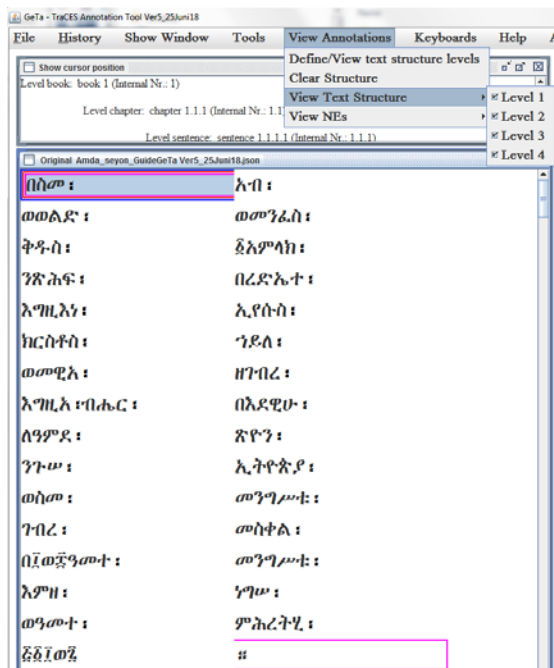 GeTa - TraCES Annotation Tool Ver5_25Juni18
File History Show Window Tools View Annotations Keyboards Help
Define/View text structure levels
Clear Structure
View Text Structure
View NEs
Level 1
Level 2
Level 3
Level 4
Show cursor position
Level book: book 1 (Internal Nr.: 1)
Level chapter: chapter 1.1.1 (Internal Nr.: 1.1
Level sentence: sentence 1.1.1.1 (Internal Nr.: 1.1.1)
Original Amda_seyon_GuideGeTa Ver5_25Juni18.json
በስመ፡ አብ፡
ወወልድ፡ ወመንፈስ፡
ቅዱስ፡ ፩አምላክ፡
ንጽሕፍ፡ በረድኤተ፡
እግዚእነ፡ ኢየሱስ፡
ክርስቶስ፡ ኀይለ፡
ወመዊአ፡ ዘገብረ፡
እግዚአ፡ብሔር፡ በእደዊሁ፡
ለዓምደ፡ ጽዮን፡
ንጉሠ፡ ኢትዮጵያ፡
ወስመ፡ መንግሥቱ፡
ገብረ፡ መስቀል፡
በ፲ወ፰ዓመተ፡ መንግሥቱ፡
እምዘ፡ ነግሠ፡
ወዓመተ፡ ምሕረትሂ፡
።